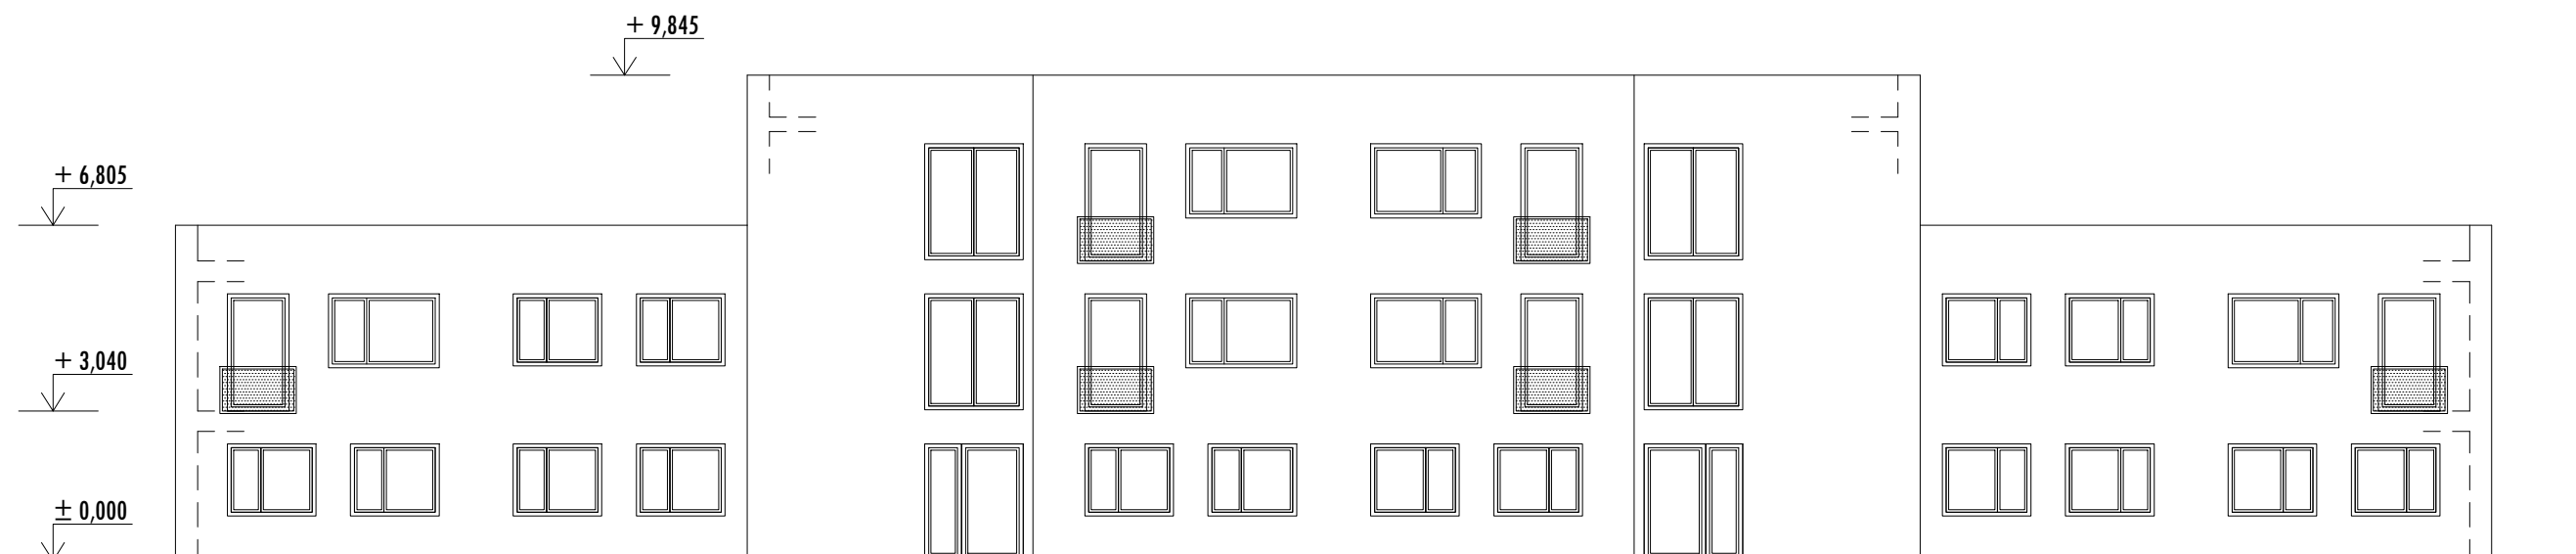 + 9,845
+ 6,805
+ 3,040
± 0,000